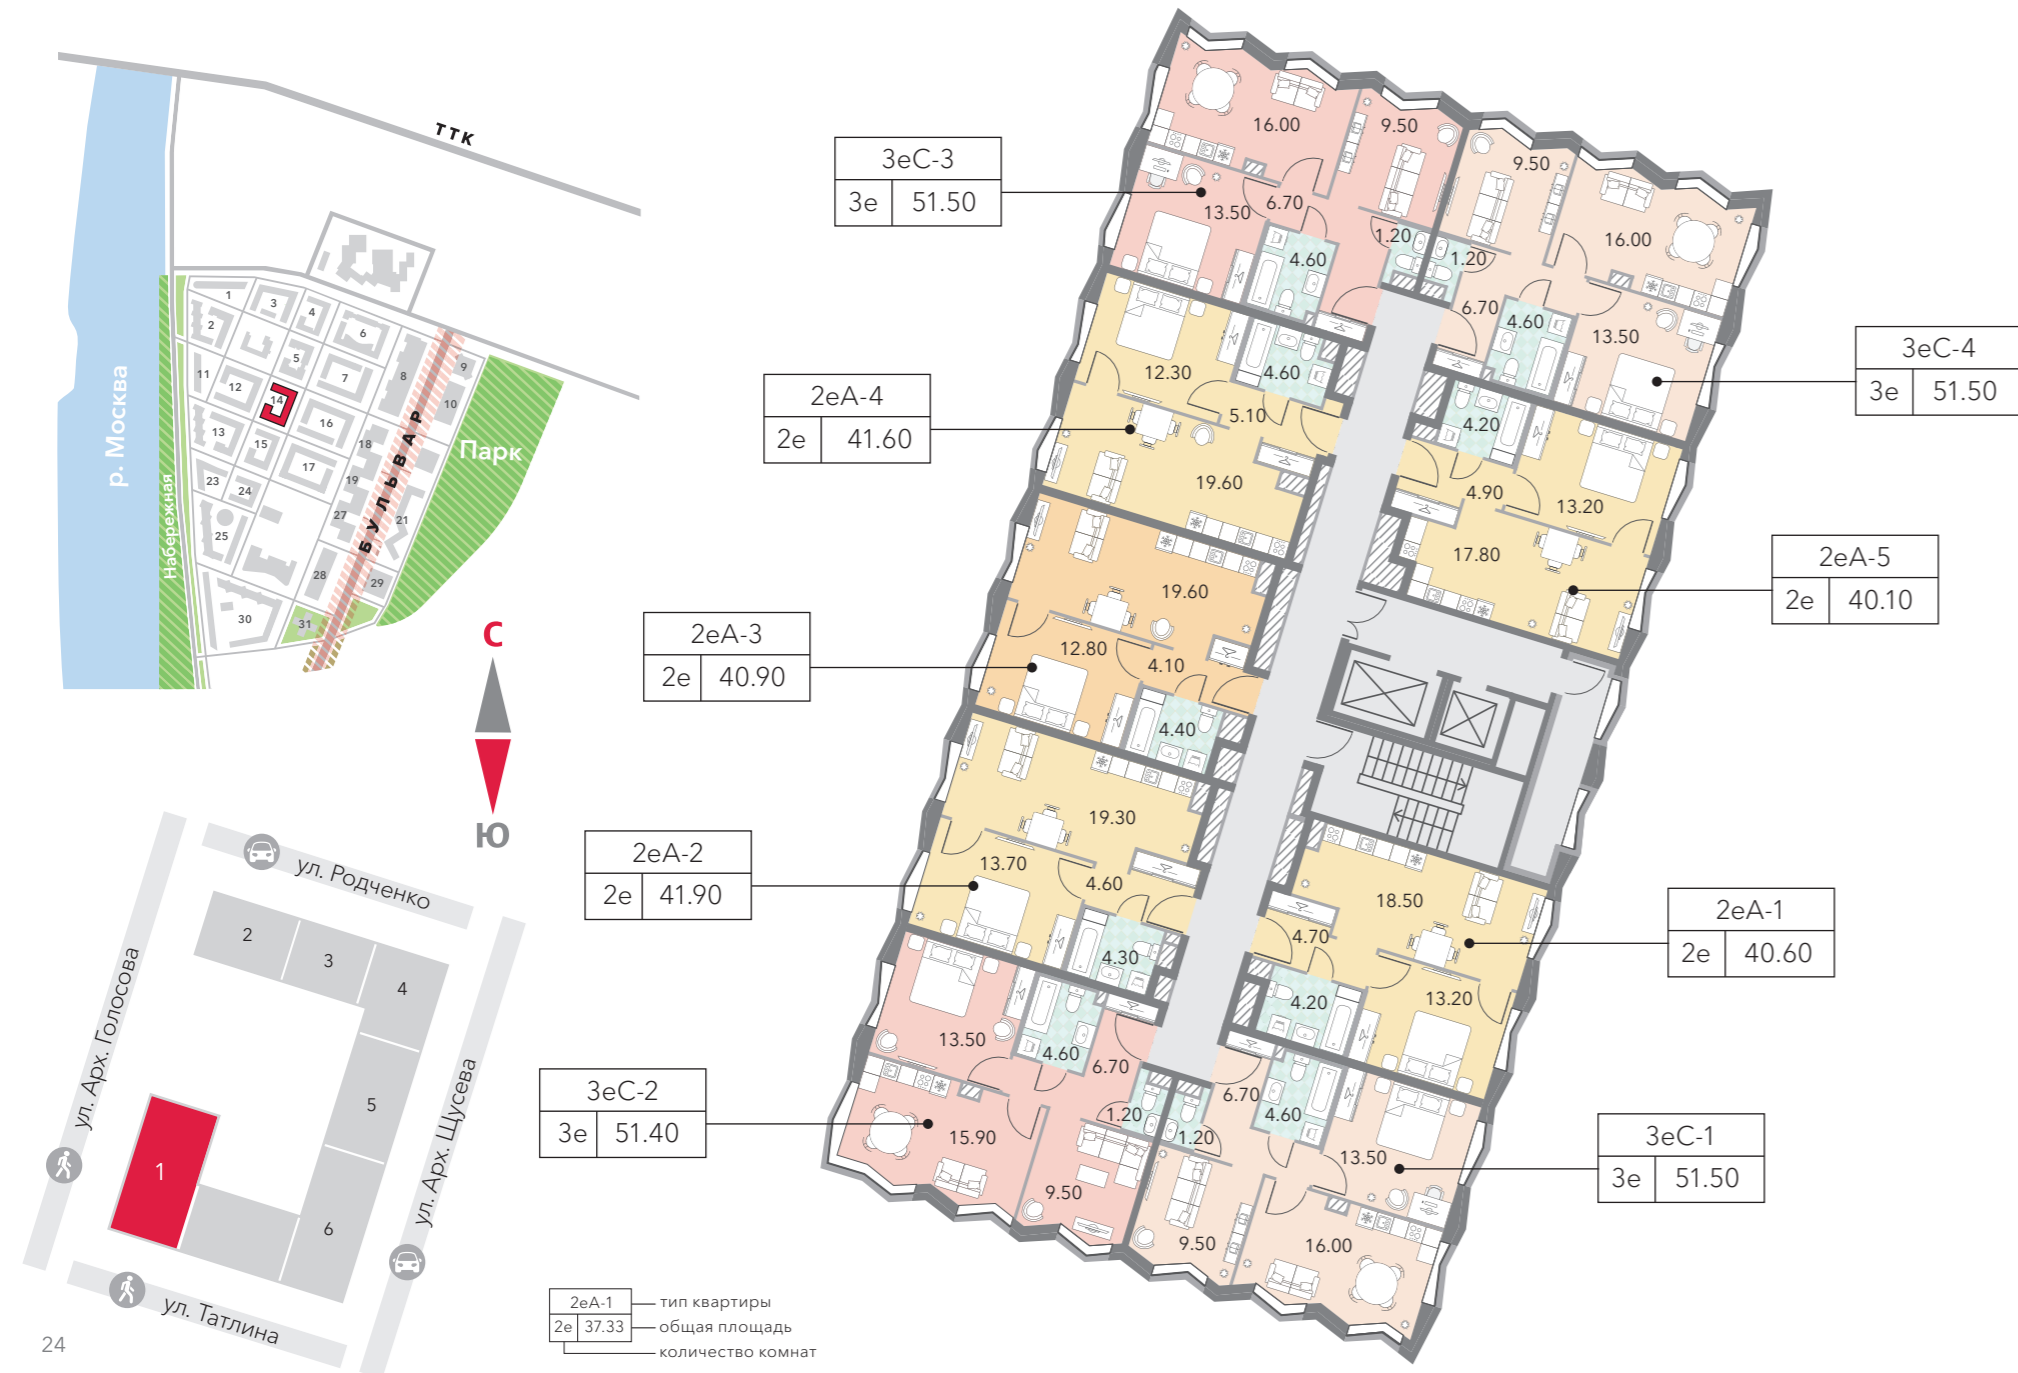 ТТК
р. Москва
Набережная
БУЛЬВАР
Парк
1
2
3
4
5
6
7
8
9
10
11
12
13
14
15
16
17
18
19
21
23
24
25
27
28
29
30
31
С
Ю
ул. Родченко
ул. Арх. Голосова
ул. Арх. Щусева
ул. Татлина
1
2
3
4
5
6
24
2еА-1
2е 37.33
тип квартиры
общая площадь
количество комнат
3еС-3
3е 51.50
2еА-4
2е 41.60
2еА-3
2е 40.90
2еА-2
2е 41.90
3еС-2
3е 51.40
3еС-4
3е 51.50
2еА-5
2е 40.10
2еА-1
2е 40.60
3еС-1
3е 51.50
16.00
9.50
13.50
6.70
1.20
4.60
9.50
16.00
1.20
6.70
4.60
13.50
12.30
4.60
5.10
19.60
4.20
4.90
13.20
17.80
19.60
12.80
4.10
4.40
19.30
13.70
4.60
4.30
18.50
4.70
4.20
13.20
13.50
4.60
6.70
1.20
15.90
9.50
6.70
4.60
1.20
13.50
9.50
16.00